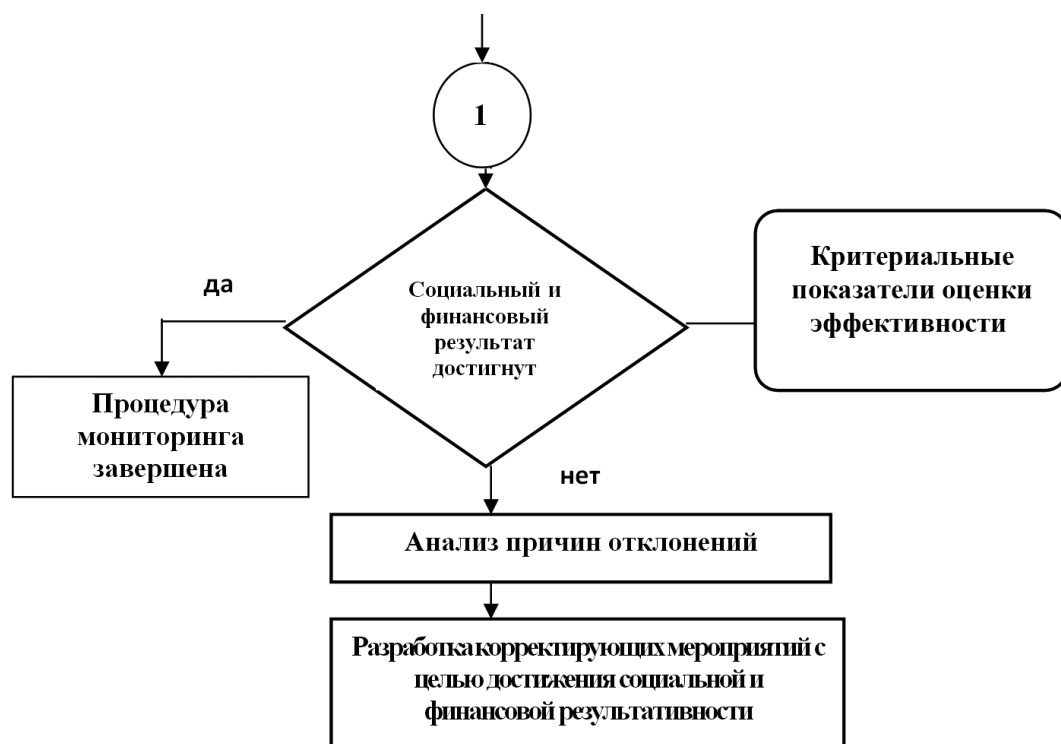 1
Критериальные
показатели оценки
эффективности
да
Социальный и
финансовый
результат
достигнут
Процедура
мониторинга
завершена
нет
Анализ причин отклонений
Разработка корректирующих мероприятий с
целью достижения социальной и
финансовой результативности